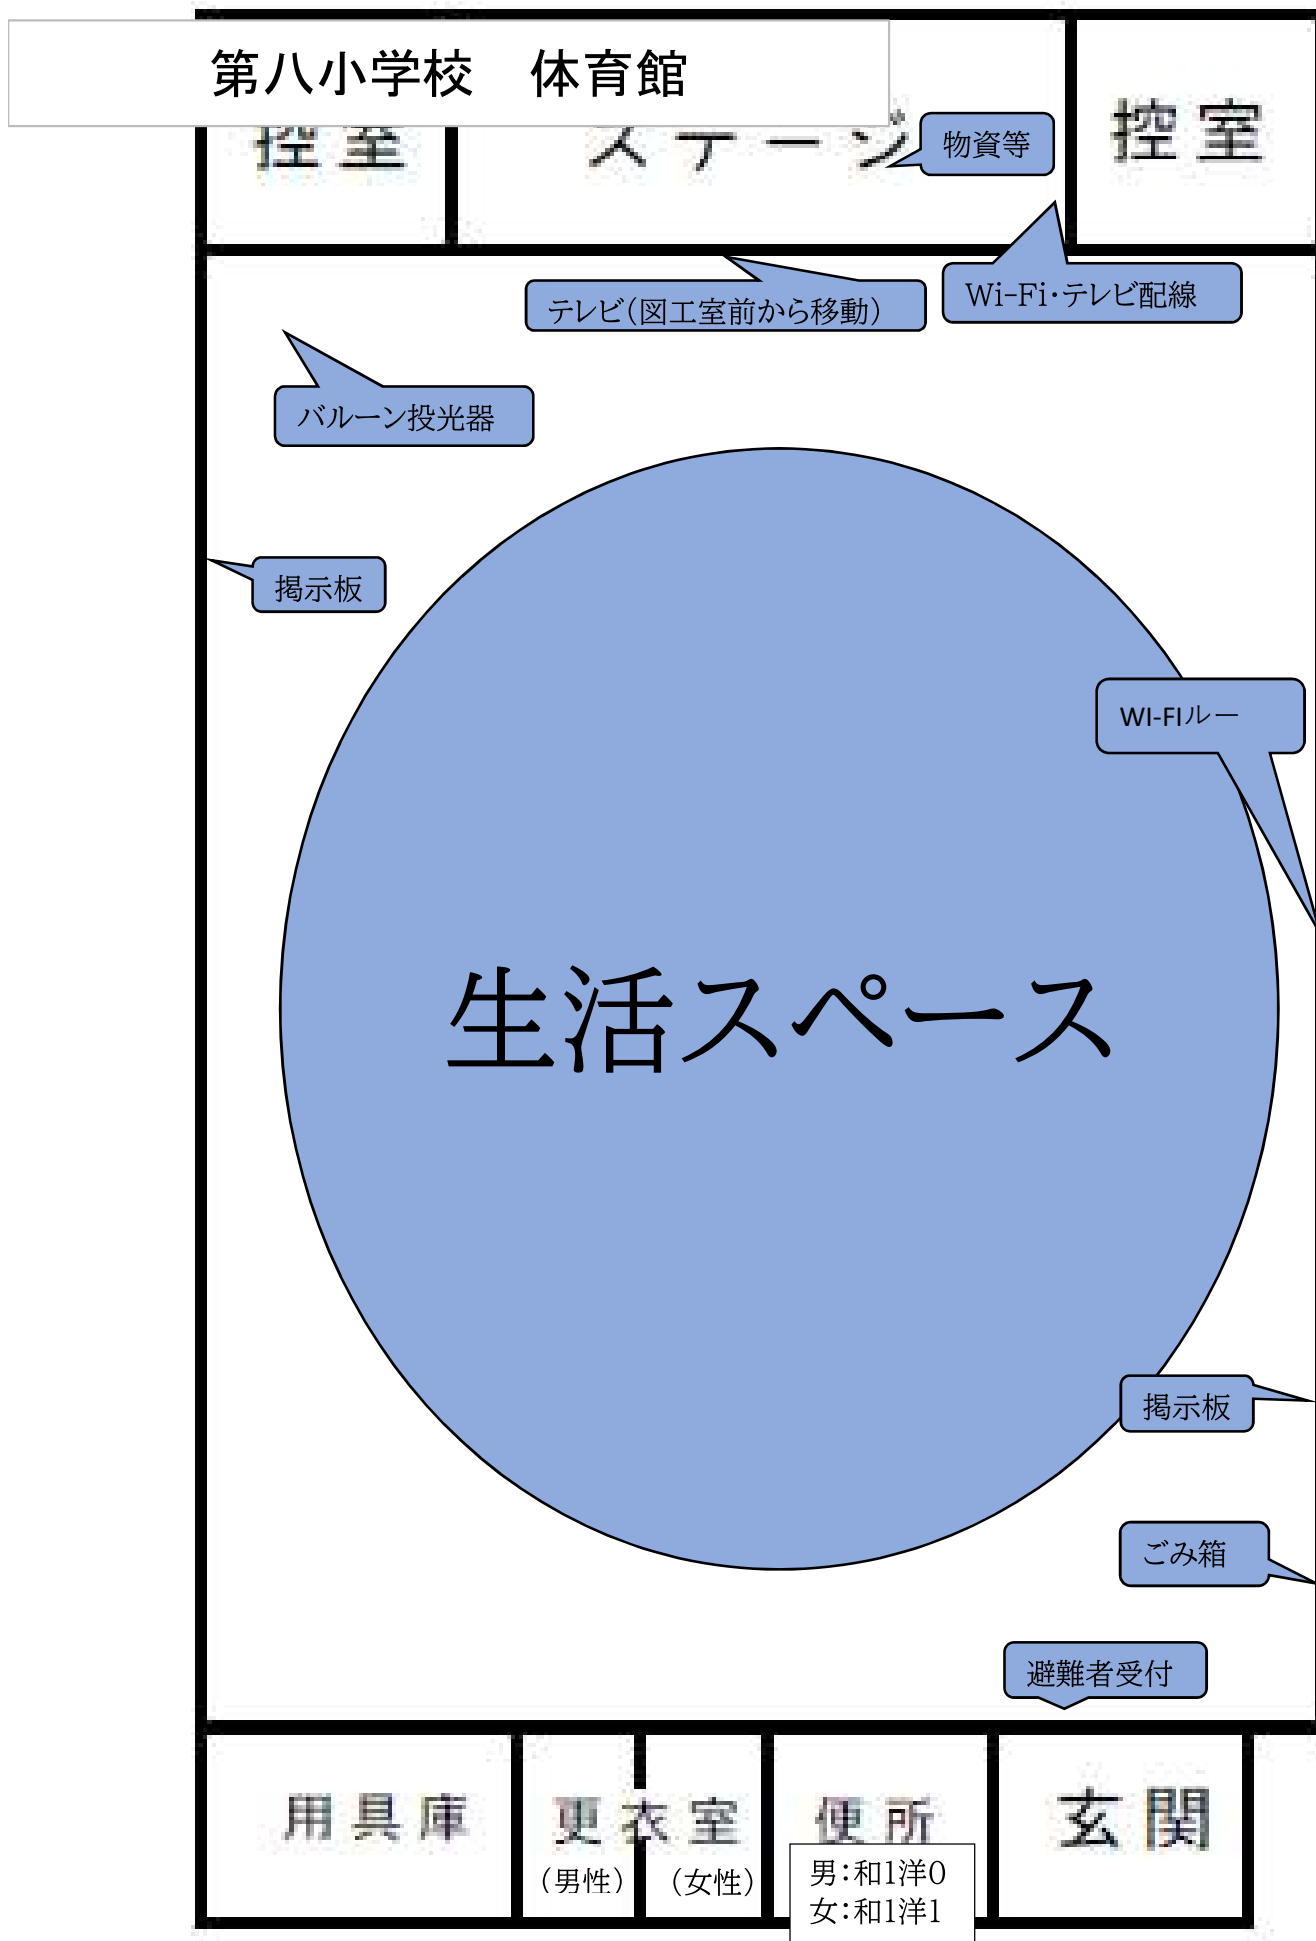 第八小学校　体育館
控室
ステージ
控室
物資等
テレビ（図工室前から移動）
Wi-Fi・テレビ配線
バルーン投光器
掲示板
WI-FIルー
生活スペース
掲示板
ごみ箱
避難者受付
用具庫
更衣室
（男性）
（女性）
便所
男：和1洋0
女：和1洋1
玄関